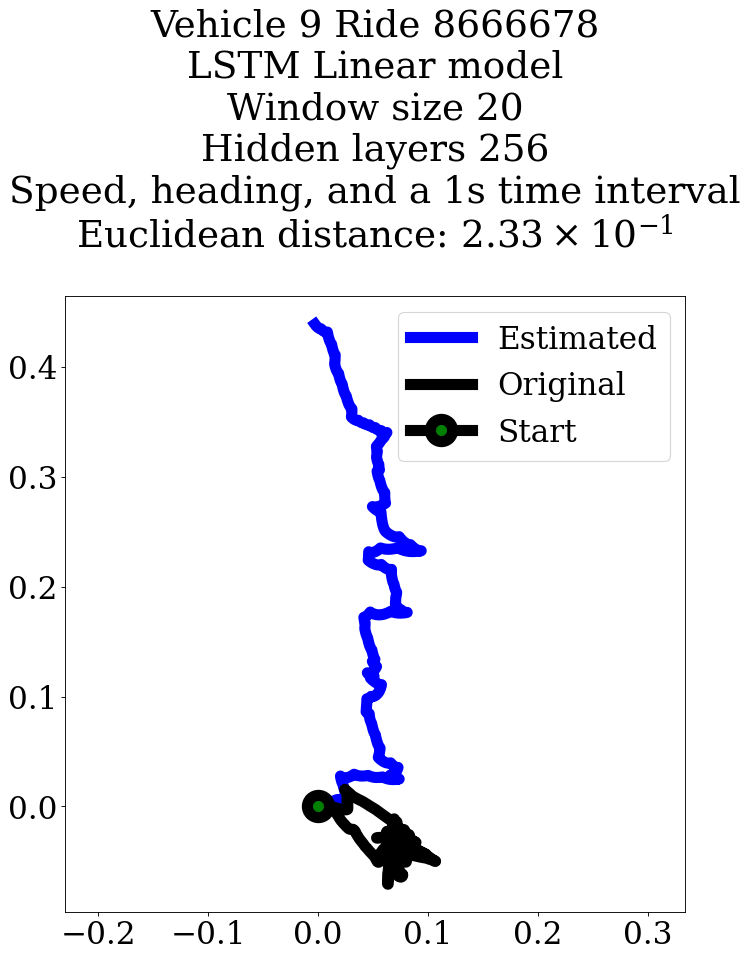 Vehicle 9 Ride 8666678
LSTM Linear model
Window size 20
Hidden layers 256
Speed, heading, and a 1s time interval
Euclidean distance: 2.33 × 10⁻¹
Estimated
Original
Start
0.4
0.3
0.2
0.1
0.0
−0.2 −0.1 0.0 0.1 0.2 0.3